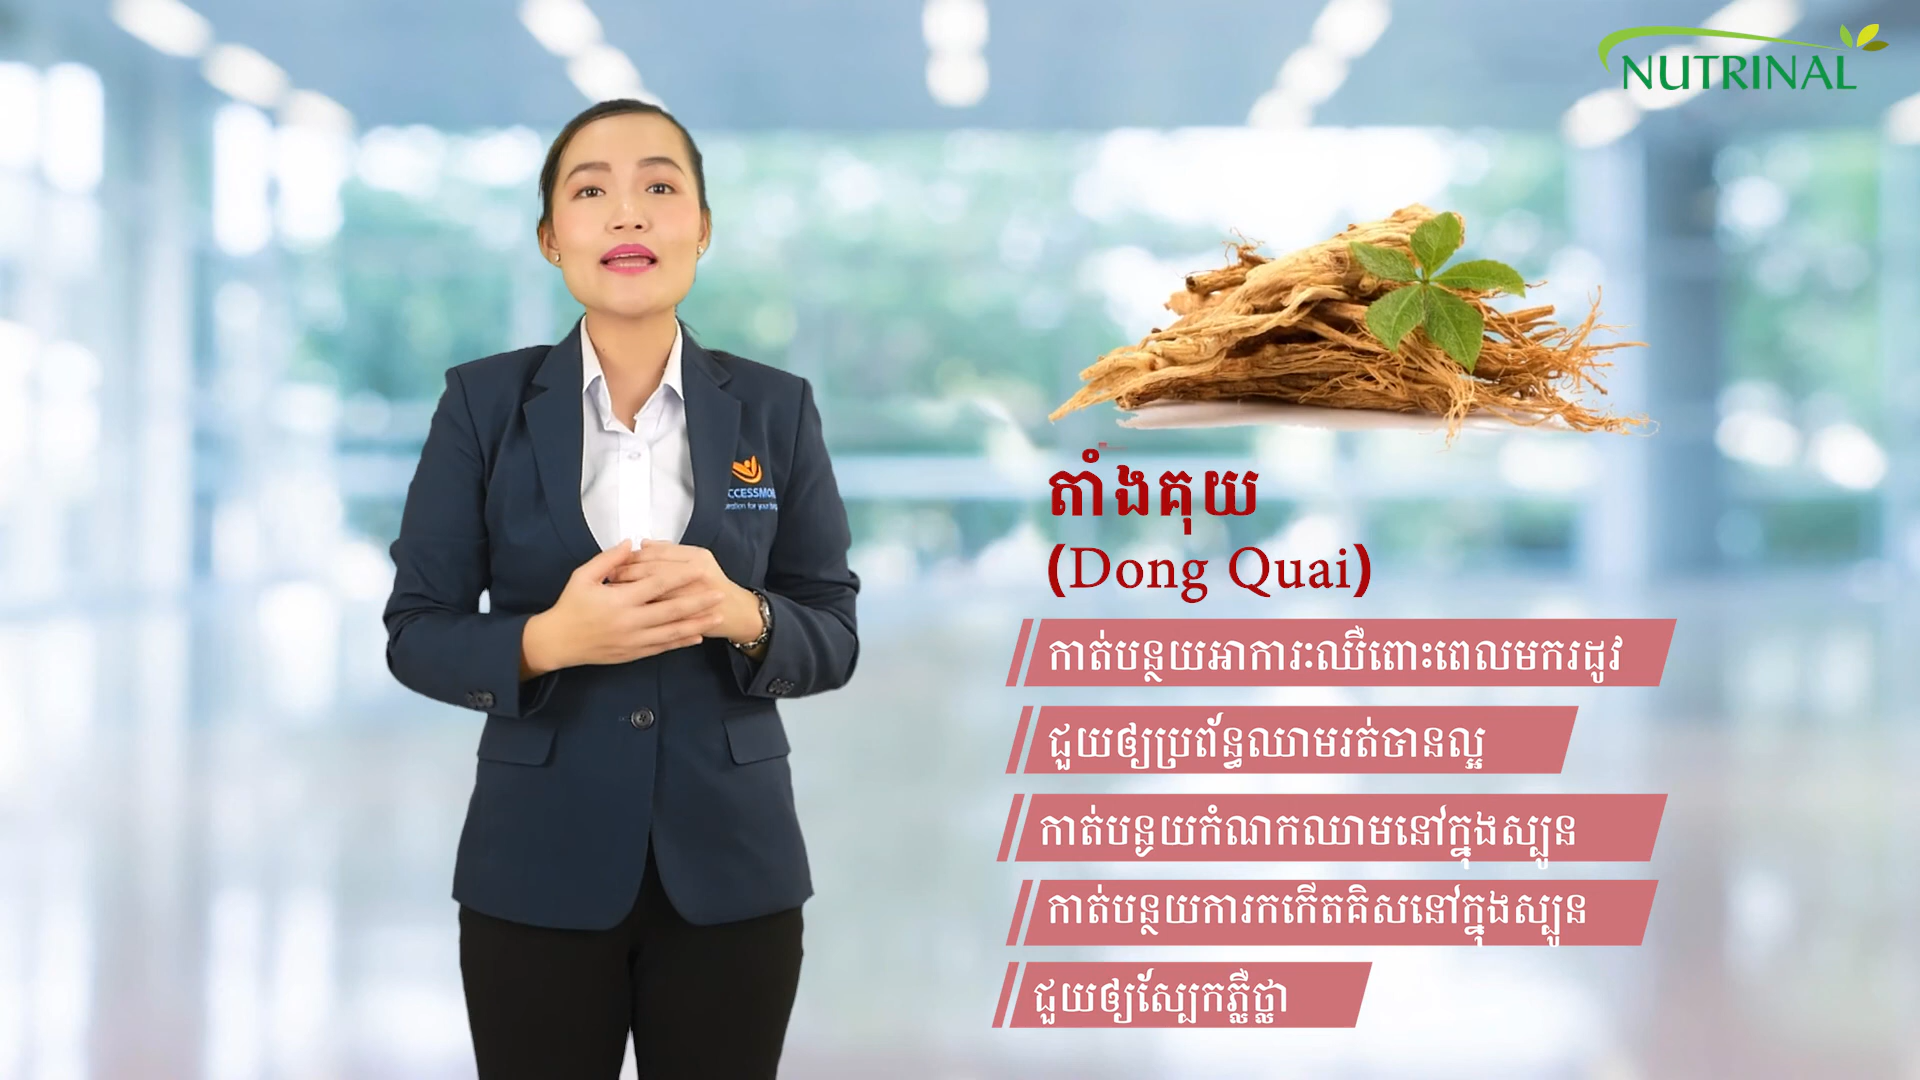 NUTRINAL
CCESSMO
តាំងគុយ
(Dong Quai)
កាត់បន្ថយអាការៈឈឺពោះពេលមករដូវ
ជួយឲ្យប្រព័ន្ធឈាមរត់បានល្អ
កាត់បន្ថយកំណកឈាមនៅក្នុងស្បូន
កាត់បន្ថយការកកើតគិសនៅក្នុងស្បូន
ជួយឲ្យស្បែកភ្លឺថ្លា